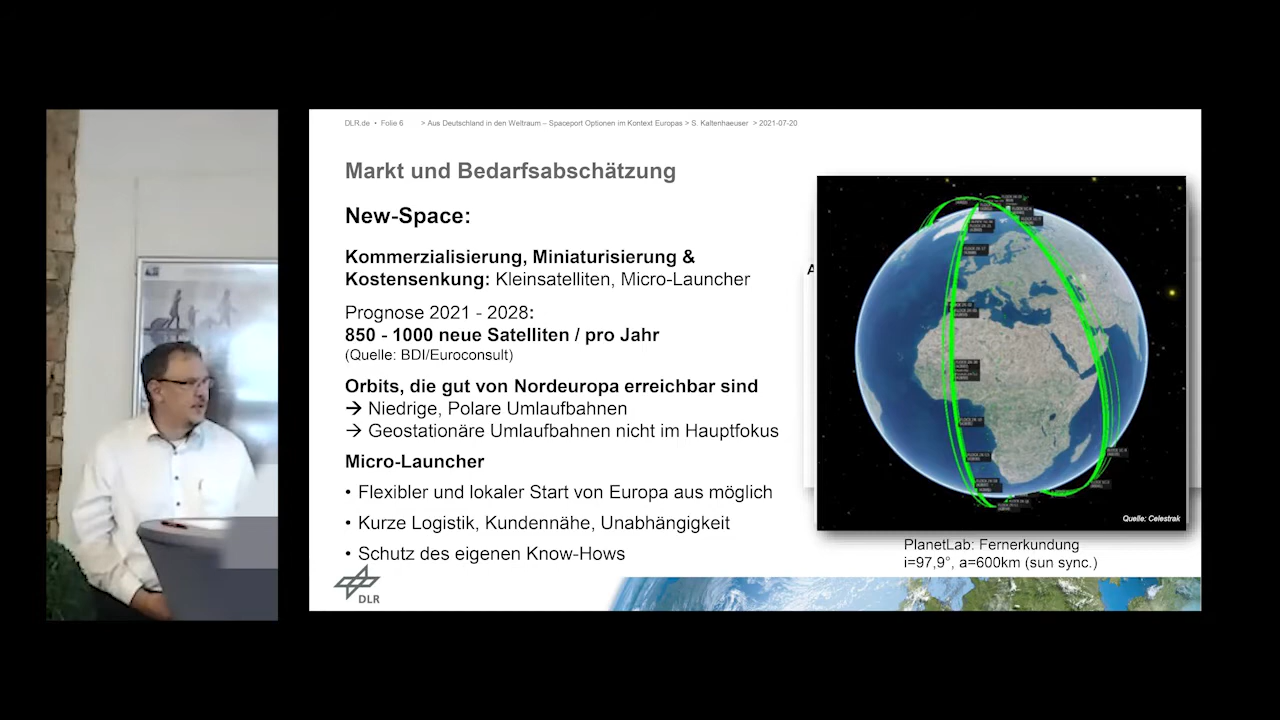 DLR.de • Folie 6 > Aus Deutschland in den Weltraum – Spaceport Optionen im Kontext Europas > S. Kaltenhaeuser > 2021-07-20
Markt und Bedarfsabschätzung
New-Space:
Kommerzialisierung, Miniaturisierung &
Kostensenkung: Kleinsatelliten, Micro-Launcher
Prognose 2021 - 2028:
850 - 1000 neue Satelliten / pro Jahr
(Quelle: BDI/Euroconsult)
Orbits, die gut von Nordeuropa erreichbar sind
→ Niedrige, Polare Umlaufbahnen
→ Geostationäre Umlaufbahnen nicht im Hauptfokus
Micro-Launcher
• Flexibler und lokaler Start von Europa aus möglich
• Kurze Logistik, Kundennähe, Unabhängigkeit
• Schutz des eigenen Know-Hows
DLR
Quelle: Celestrak
PlanetLab: Fernerkundung
i=97,9°, a=600km (sun sync.)